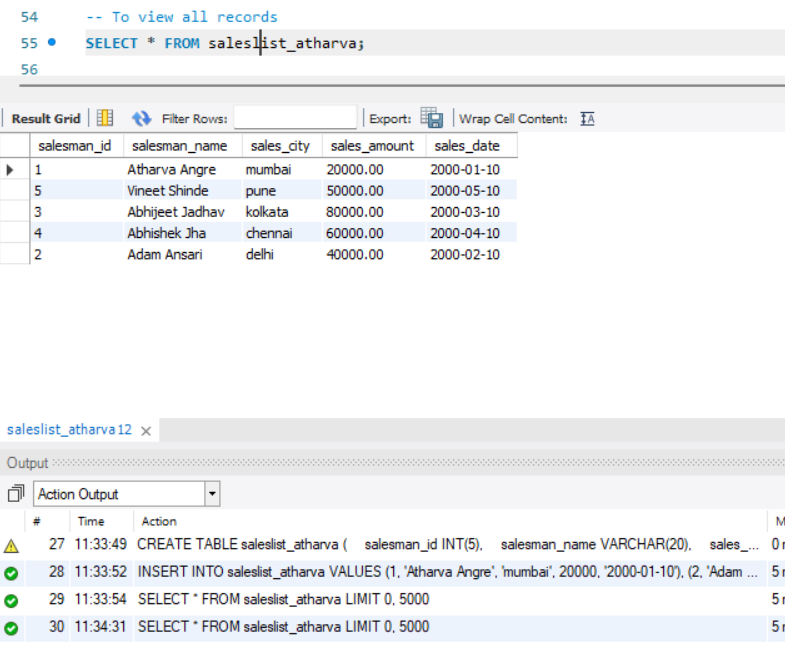 54 -- To view all records
55 SELECT * FROM saleslist_atharva;
56
Result Grid Filter Rows: Export: Wrap Cell Content:
salesman_id salesman_name sales_city sales_amount sales_date
1 Atharva Angre mumbai 20000.00 2000-01-10
5 Vineet Shinde pune 50000.00 2000-05-10
3 Abhijeet Jadhav kolkata 80000.00 2000-03-10
4 Abhishek Jha chennai 60000.00 2000-04-10
2 Adam Ansari delhi 40000.00 2000-02-10
saleslist_atharva12
Output
Action Output
# Time Action M
27 11:33:49 CREATE TABLE saleslist_atharva ( salesman_id INT(5), salesman_name VARCHAR(20), sales_... 0
28 11:33:52 INSERT INTO saleslist_atharva VALUES (1, 'Atharva Angre', 'mumbai', 20000, '2000-01-10'), (2, 'Adam ... 5
29 11:33:54 SELECT * FROM saleslist_atharva LIMIT 0, 5000 5
30 11:34:31 SELECT * FROM saleslist_atharva LIMIT 0, 5000 5